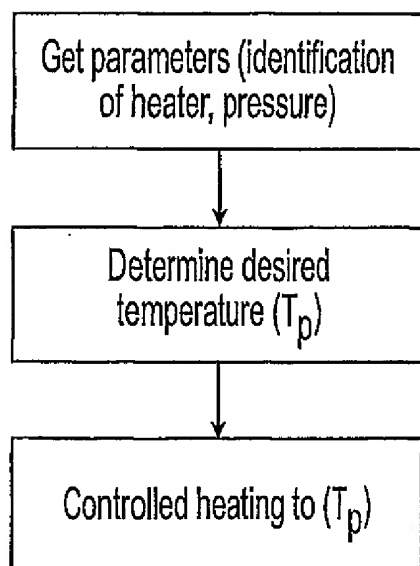 Get parameters (identification
of heater, pressure)
Determine desired
temperature (Tp)
Controlled heating to (Tp)